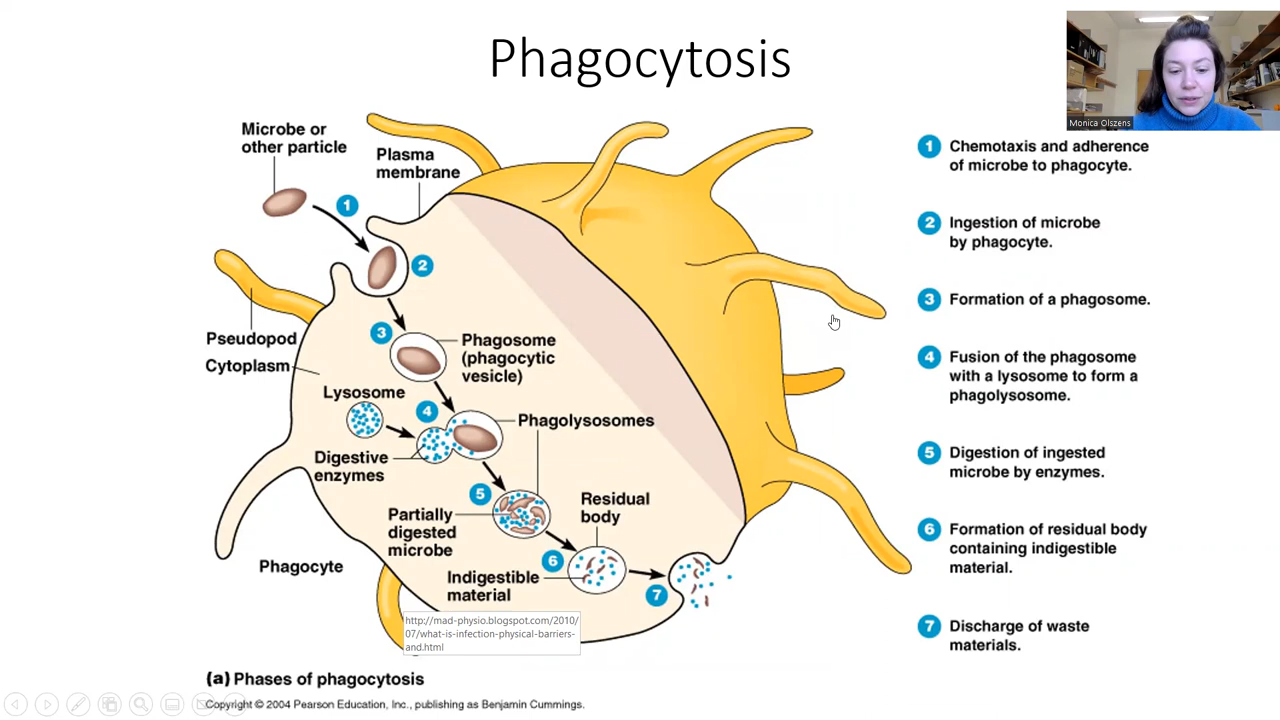 Phagocytosis
Monica Olszens
Microbe or
other particle
Plasma
membrane
1
2
3
Pseudopod
Cytoplasm
Phagosome
(phagocytic
vesicle)
Lysosome
4
Phagolysosomes
Digestive
enzymes
5
Residual
body
Partially
digested
microbe
6
Indigestible
material
7
Phagocyte
http://mad-physio.blogspot.com/2010/
07/what-is-infection-physical-barriers-
and.html
1 Chemotaxis and adherence
of microbe to phagocyte.
2 Ingestion of microbe
by phagocyte.
3 Formation of a phagosome.
4 Fusion of the phagosome
with a lysosome to form a
phagolysosome.
5 Digestion of ingested
microbe by enzymes.
6 Formation of residual body
containing indigestible
material.
7 Discharge of waste
materials.
(a) Phases of phagocytosis
Copyright © 2004 Pearson Education, Inc., publishing as Benjamin Cummings.